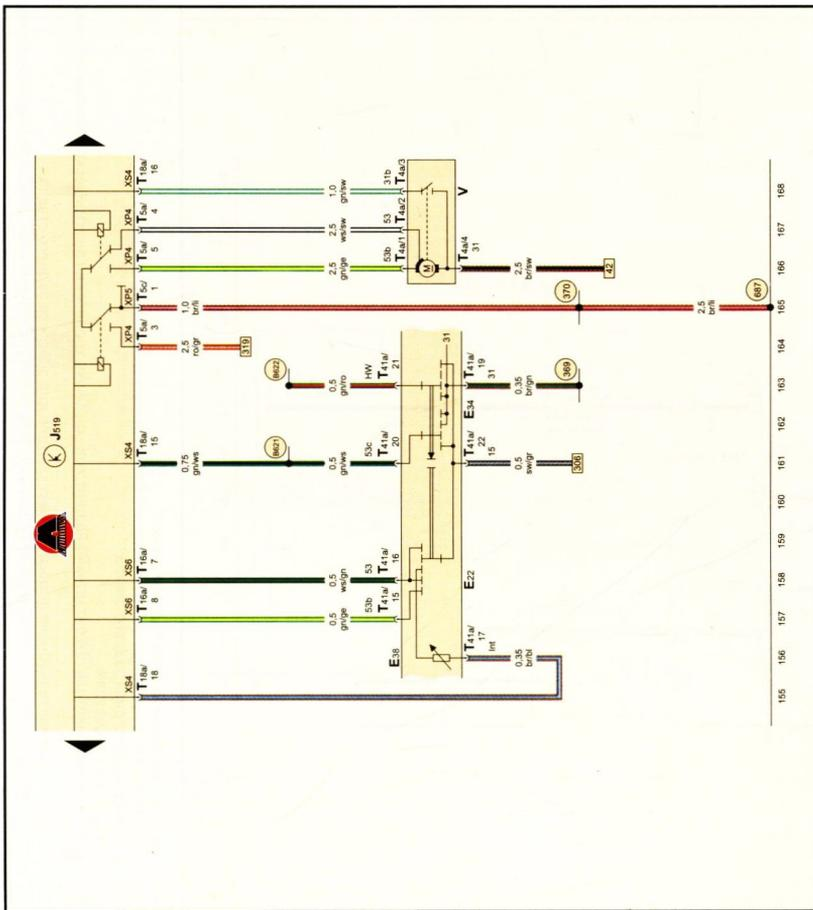 J519
K
XS4
T18a/
16
XP4
T5a/
4
XP4
T5a/
5
XP5
T5c/
1
XP4
T5a/
3
XS4
T18a/
15
XS6
T16a/
7
XS6
T16a/
8
XS4
T18a/
18
1,0
gn/sw
2,5
ws/sw
2,5
gn/ge
1,0
br/li
2,5
ro/gr
319
B622
0,5
gn/ro
0,75
gn/ws
B621
0,5
gn/ws
0,5
ws/gn
0,5
gn/ge
31b
T4a/3
53
T4a/2
53b
T4a/1
M
V
T4a/4
31
2,5
br/sw
42
370
2,5
br/li
687
HW
T41a/
21
53c
T41a/
20
53
T41a/
16
53b
T41a/
15
E38
31
T41a/
19
31
E34
T41a/
22
15
E22
T41a/
17
Int
0,35
br/gn
369
0,5
sw/gr
306
0,35
br/bl
155 156 157 158 159 160 161 162 163 164 165 166 167 168